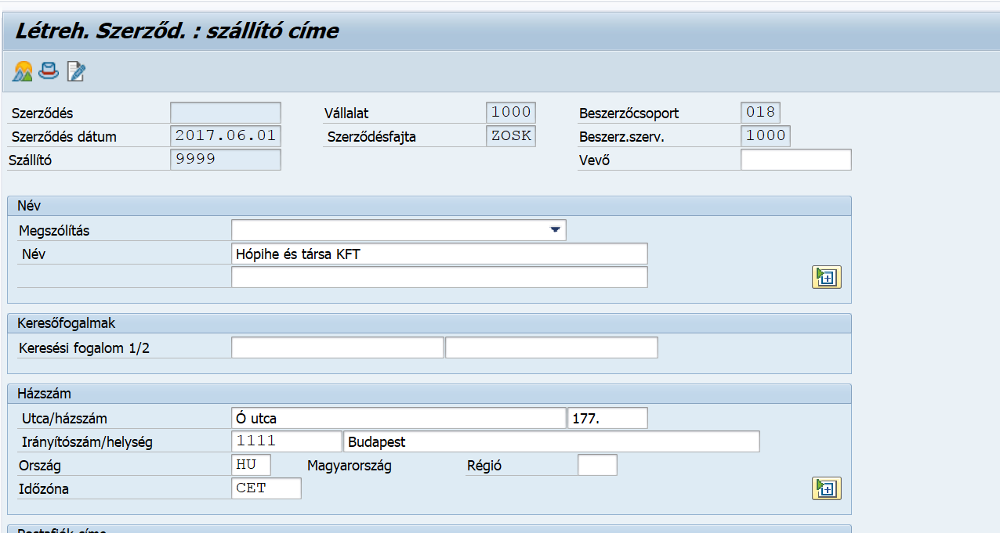 Létreh. Szerződ. : szállító címe
Szerződés Vállalat 1000 Beszerzőcsoport 018
Szerződés dátum 2017.06.01 Szerződésfajta ZOSK Beszerz.szerv. 1000
Szállító 9999 Vevő
Név
Megszólítás
Név Hópihe és társa KFT
Keresőfogalmak
Keresési fogalom 1/2
Házszám
Utca/házszám Ó utca 177.
Irányítószám/helység 1111 Budapest
Ország HU Magyarország Régió
Időzóna CET
Postafiók címe